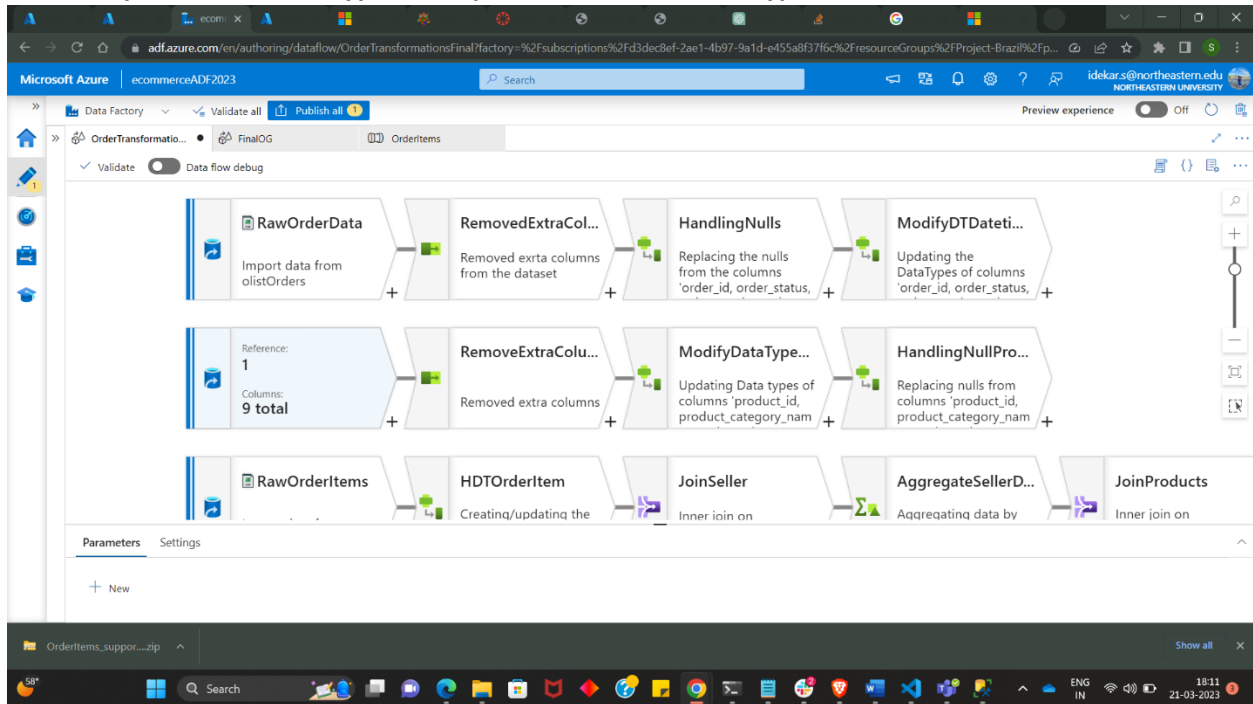 ecom
adf.azure.com/en/authoring/dataflow/OrderTransformationsFinal?factory=%2Fsubscriptions%2Fd3dec8ef-2ae1-4b97-9a1d-e455a8f37f6c%2FresourceGroups%2FProject-Brazil%2Fp...
S
Microsoft Azure
ecommerceADF2023
Search
idekar.s@northeastern.edu
NORTHEASTERN UNIVERSITY
Data Factory
Validate all
Publish all
1
Preview experience
Off
OrderTransformatio...
FinalOG
OrderItems
Validate
Data flow debug
1
RawOrderData
Import data from
olistOrders
+
RemovedExtraCol...
Removed exrta columns
from the dataset
+
HandlingNulls
Replacing the nulls
from the columns
'order_id, order_status,
+
ModifyDTDateti...
Updating the
DataTypes of columns
'order_id, order_status,
+
Reference:
1
Columns:
9 total
+
RemoveExtraColu...
Removed extra columns
+
ModifyDataType...
Updating Data types of
columns 'product_id,
product_category_nam
+
HandlingNullPro...
Replacing nulls from
columns 'product_id,
product_category_nam
+
RawOrderItems
HDTOrderItem
Creating/updating the
JoinSeller
Inner join on
AggregateSellerD...
Aggregating data by
JoinProducts
Inner join on
Parameters
Settings
+ New
OrderItems_suppor....zip
Show all
58°
Search
ENG
IN
18:11
21-03-2023
3